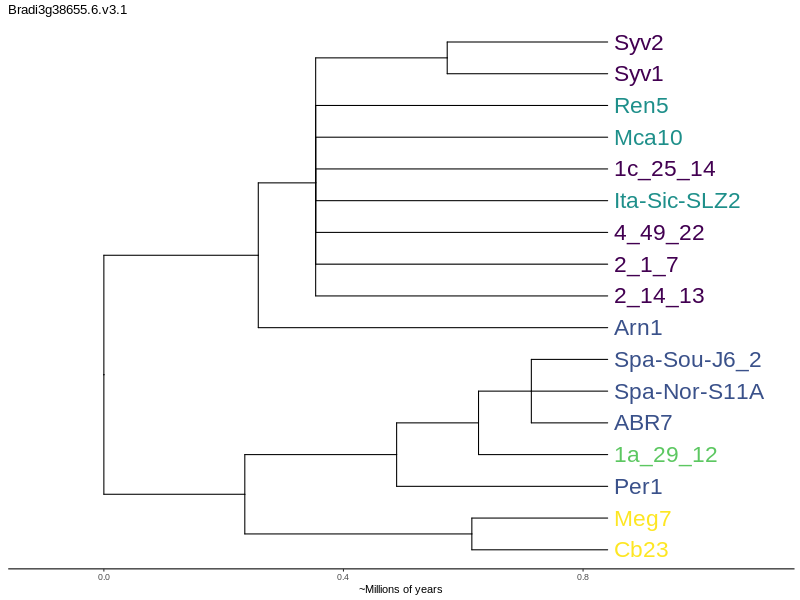 Bradi3g38655.6.v3.1
Syv2
Syv1
Ren5
Mca10
1c_25_14
Ita-Sic-SLZ2
4_49_22
2_1_7
2_14_13
Arn1
Spa-Sou-J6_2
Spa-Nor-S11A
ABR7
1a_29_12
Per1
Meg7
Cb23
0.0 0.4 0.8
~Millions of years